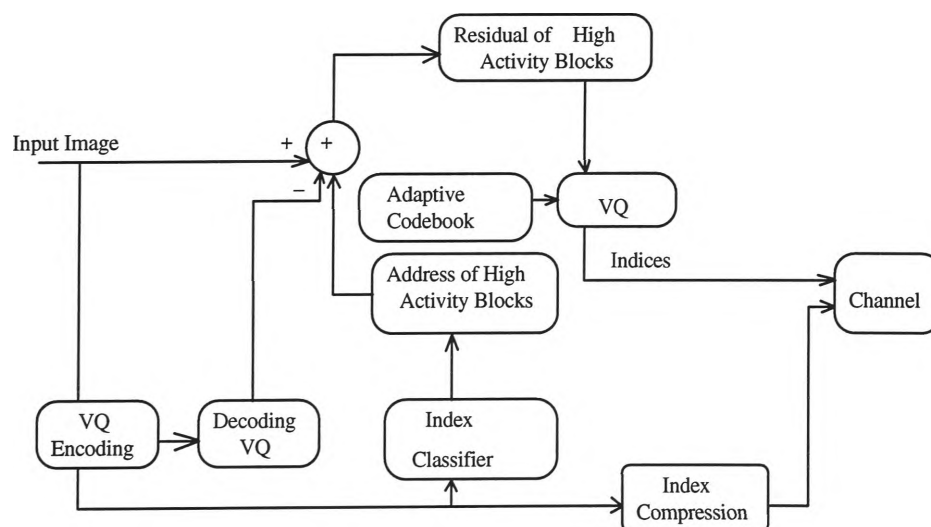 Residual of High
Activity Blocks
Input Image
+
+
−
Adaptive
Codebook
VQ
Indices
Address of High
Activity Blocks
Channel
VQ
Encoding
Decoding
VQ
Index
Classifier
Index
Compression